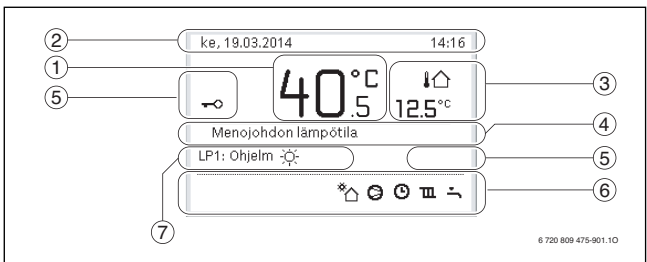 ② ke, 19.03.2014 14:16
① 40.5 °C
12.5°C ③
⑤
Menojohdon lämpötila ④
LP1: Ohjelm ⑤
⑥
⑦
6 720 809 475-901.1O